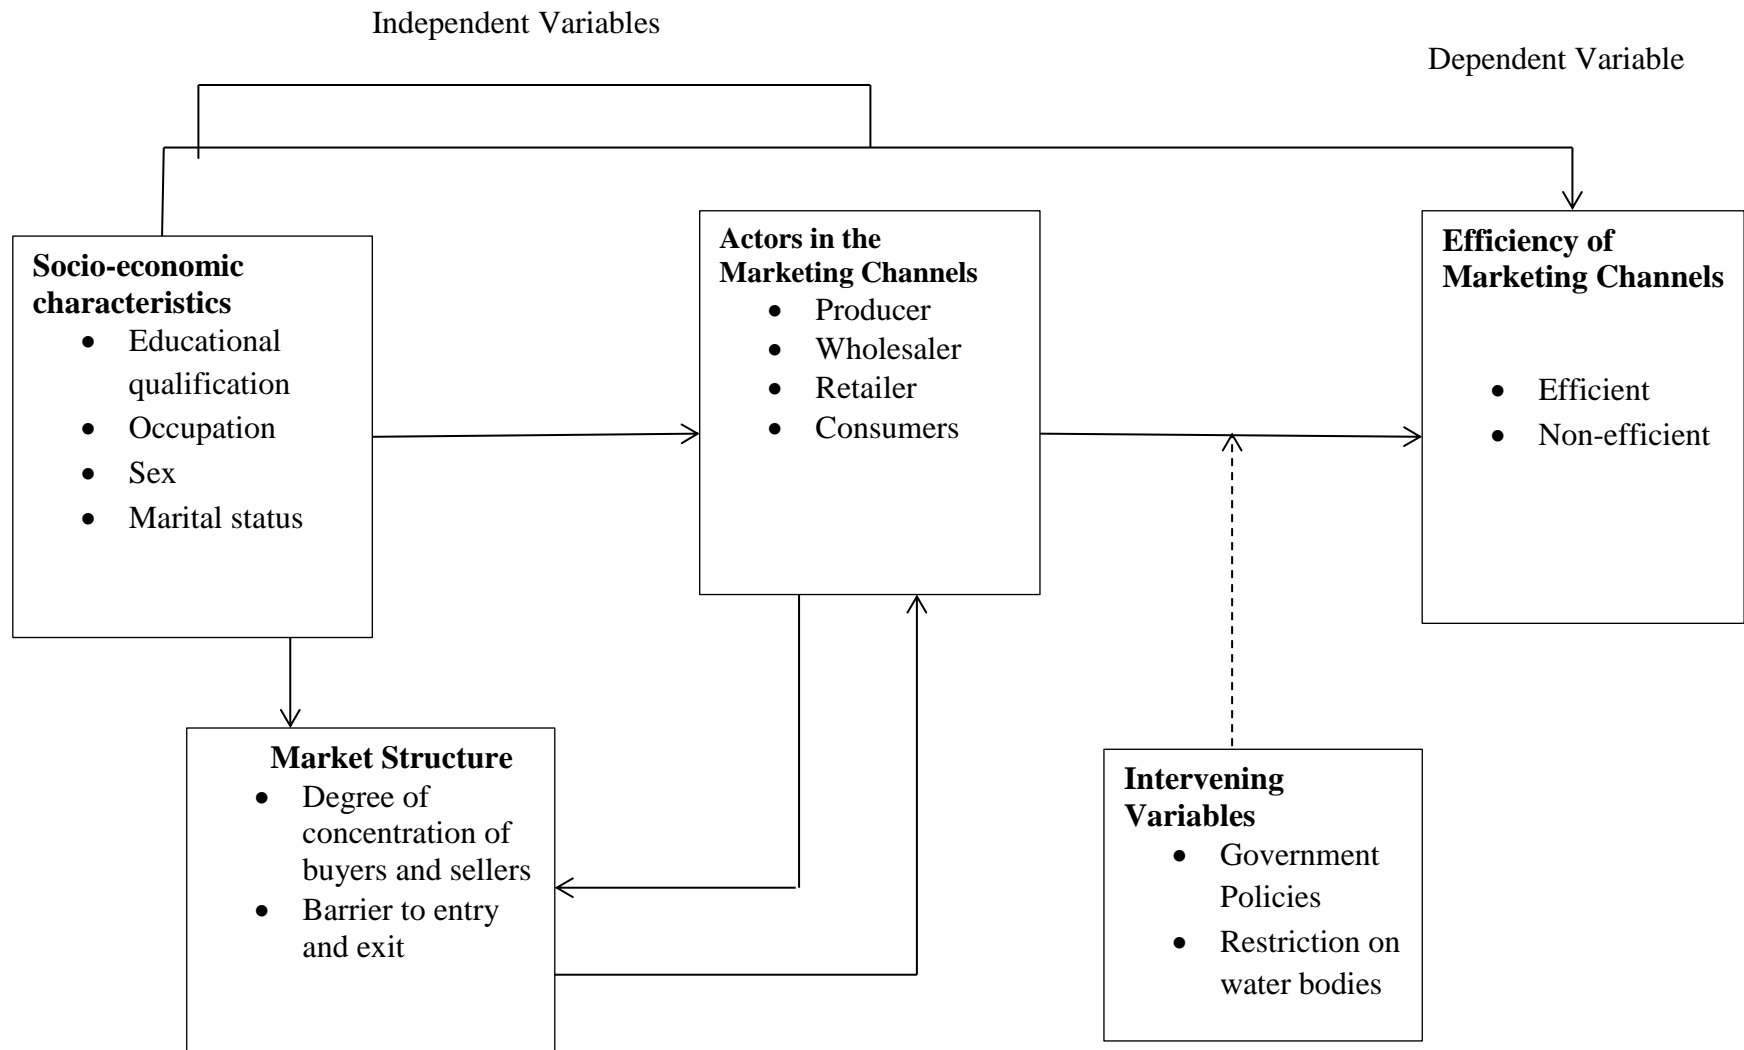 Independent Variables
Dependent Variable
Socio-economic
characteristics
• Educational
qualification
• Occupation
• Sex
• Marital status
Actors in the
Marketing Channels
• Producer
• Wholesaler
• Retailer
• Consumers
Efficiency of
Marketing Channels
• Efficient
• Non-efficient
Market Structure
• Degree of
concentration of
buyers and sellers
• Barrier to entry
and exit
Intervening
Variables
• Government
Policies
• Restriction on
water bodies